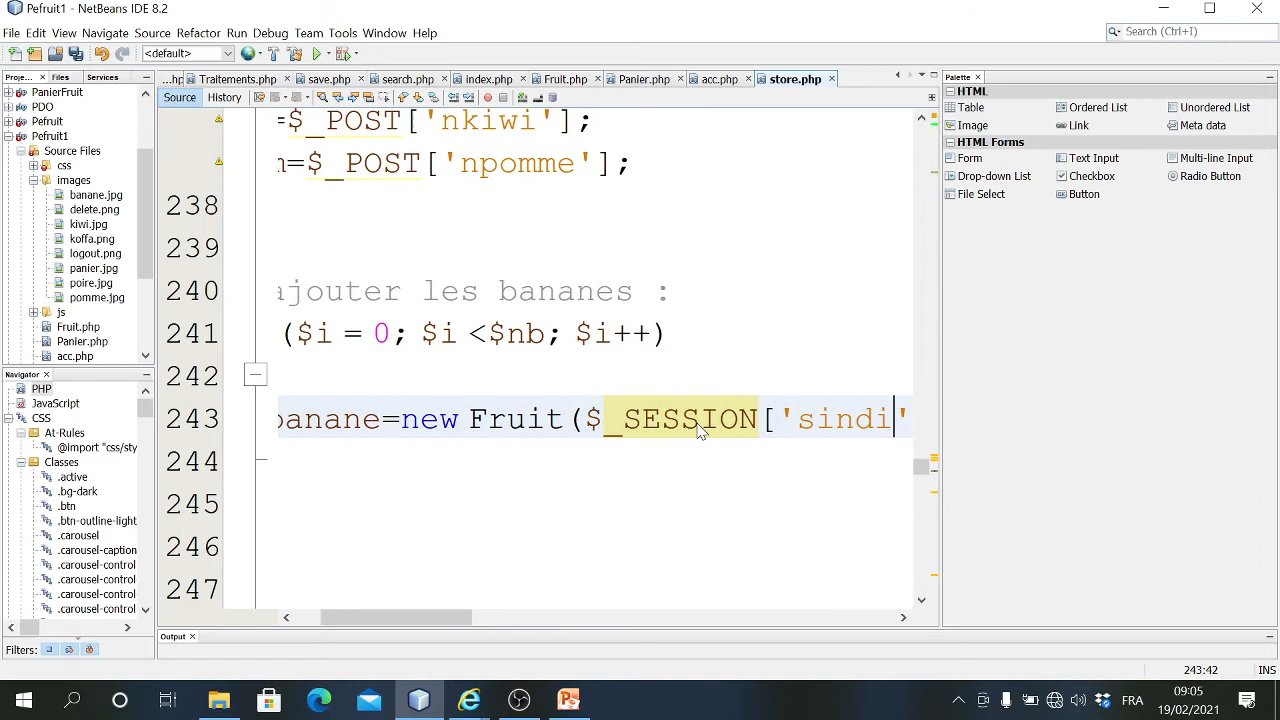 Pefruit1 - NetBeans IDE 8.2
File Edit View Navigate Source Refactor Run Debug Team Tools Window Help
Search (Ctrl+I)
<default>
Proje... Files Services
PanierFruit
PDO
Pefruit
Pefruit1
Source Files
css
images
banane.jpg
delete.png
kiwi.jpg
koffa.png
logout.png
panier.jpg
poire.jpg
pomme.jpg
js
Fruit.php
Panier.php
acc.php
Navigator
PHP
JavaScript
CSS
At-Rules
@import "css/sty
Classes
.active
.bg-dark
.btn
.btn-outline-light
.carousel
.carousel-caption
.carousel-control
.carousel-control
.carousel-control
.carousel-control
Filters:
...hp Traitements.php save.php search.php Index.php Fruit.php Panier.php acc.php store.php
Source History
=$_POST['nkiwi'];
n=$_POST['npomme'];
238
239
240 ajouter les bananes :
241 ($i = 0; $i <$nb; $i++)
242
243 banane=new Fruit($_SESSION['sindi'
244
245
246
247
Output
Palette
HTML
Table Ordered List Unordered List
Image Link Meta data
HTML Forms
Form Text Input Multi-line Input
Drop-down List Checkbox Radio Button
File Select Button
243:42 INS
FRA
09:05
19/02/2021